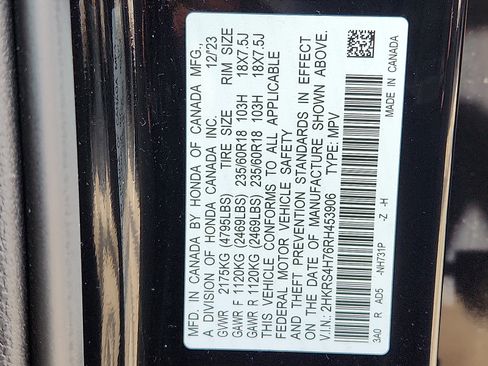 MFD. IN CANADA BY HONDA OF CANADA MFG.,
A DIVISION OF HONDA CANADA INC. 12/23
GVWR 2175KG (4795LBS) TIRE SIZE RIM SIZE
GAWR F 1120KG (2469LBS) 235/60R18 103H 18X7.5J
GAWR R 1120KG (2469LBS) 235/60R18 103H 18X7.5J
THIS VEHICLE CONFORMS TO ALL APPLICABLE
FEDERAL MOTOR VEHICLE SAFETY
AND THEFT PREVENTION STANDARDS IN EFFECT
ON THE DATE OF MANUFACTURE SHOWN ABOVE.
V.I.N.: 2HKRS4H76RH453906 TYPE: MPV
3A0 R AD5 -NH731P -Z -H MADE IN CANADA